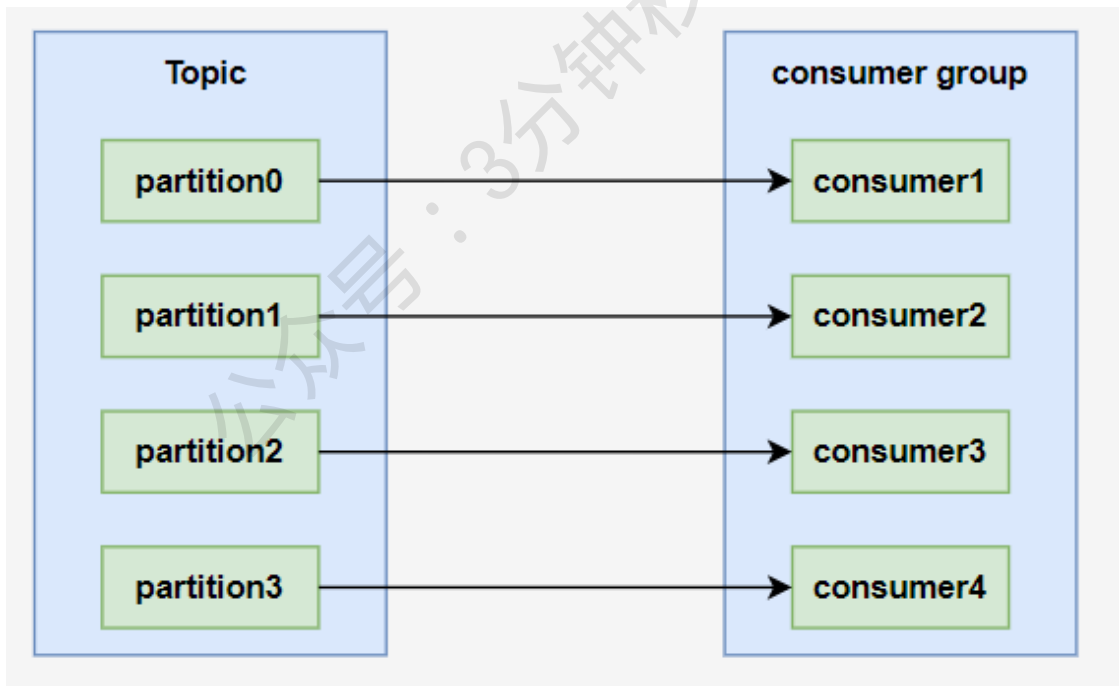 Topic
consumer group
partition0
consumer1
partition1
consumer2
partition2
consumer3
partition3
consumer4
公众号：3分钟